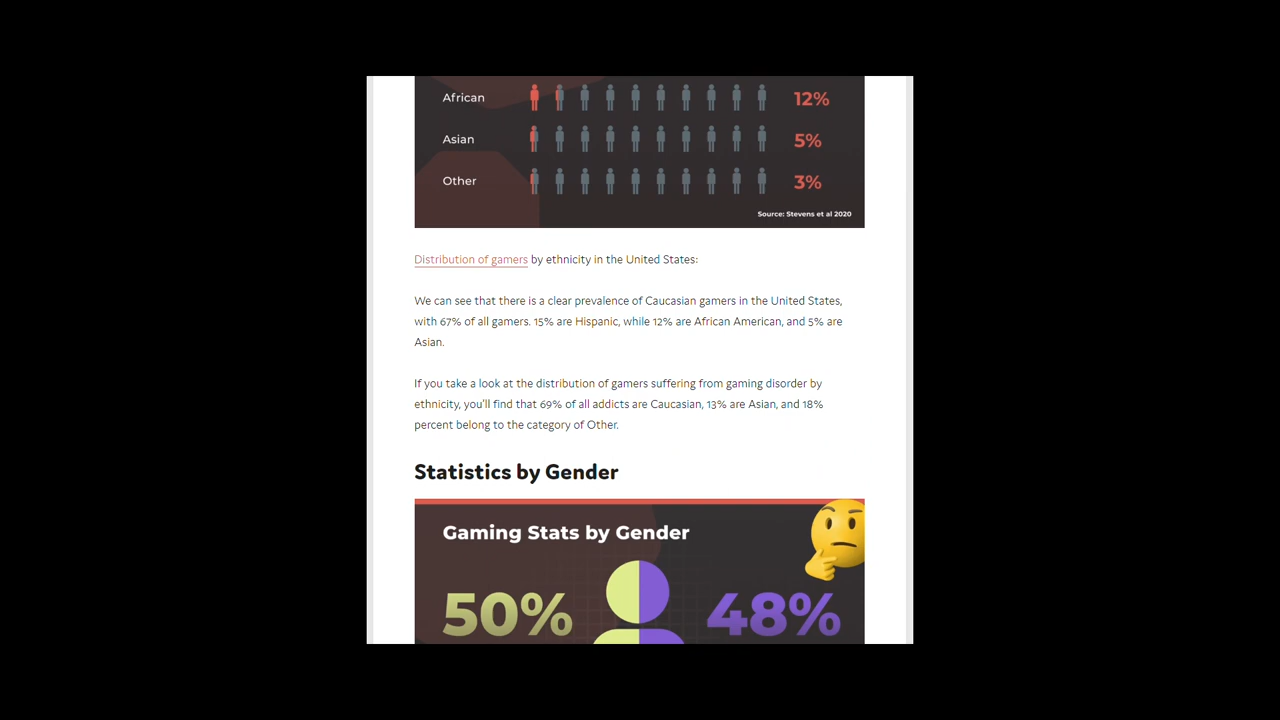 African 12%
Asian 5%
Other 3%
Source: Stevens et al 2020
Distribution of gamers by ethnicity in the United States:
We can see that there is a clear prevalence of Caucasian gamers in the United States,
with 67% of all gamers. 15% are Hispanic, while 12% are African American, and 5% are
Asian.
If you take a look at the distribution of gamers suffering from gaming disorder by
ethnicity, you'll find that 69% of all addicts are Caucasian, 13% are Asian, and 18%
percent belong to the category of Other.
Statistics by Gender
Gaming Stats by Gender
50% 48%